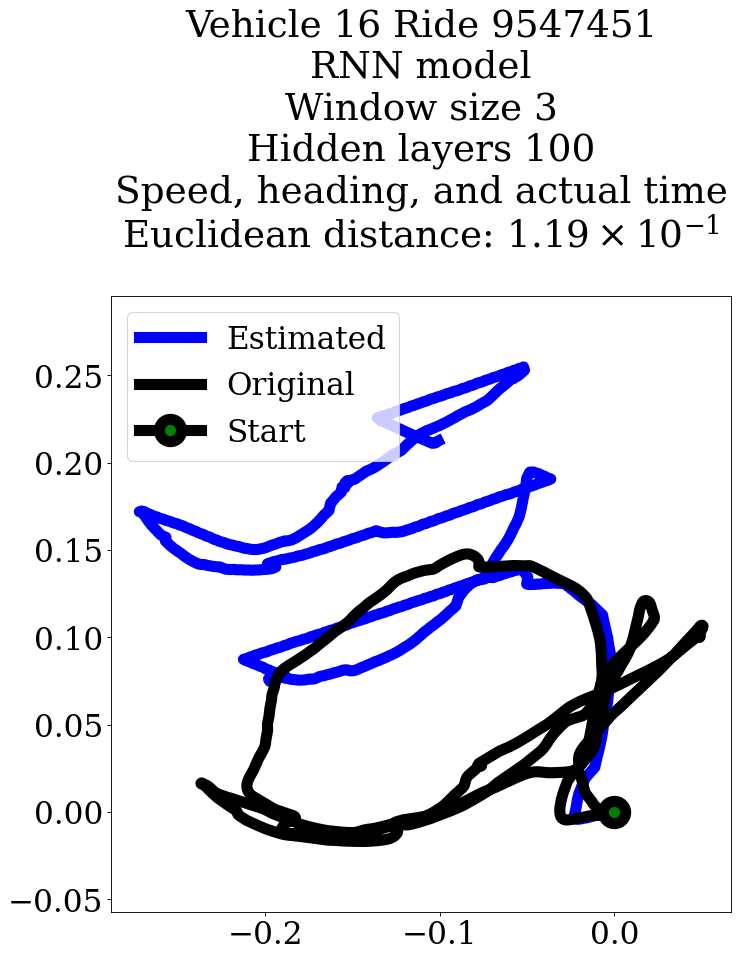 Vehicle 16 Ride 9547451
RNN model
Window size 3
Hidden layers 100
Speed, heading, and actual time
Euclidean distance: 1.19 × 10⁻¹
Estimated
Original
Start
0.25
0.20
0.15
0.10
0.05
0.00
−0.05
−0.2 −0.1 0.0